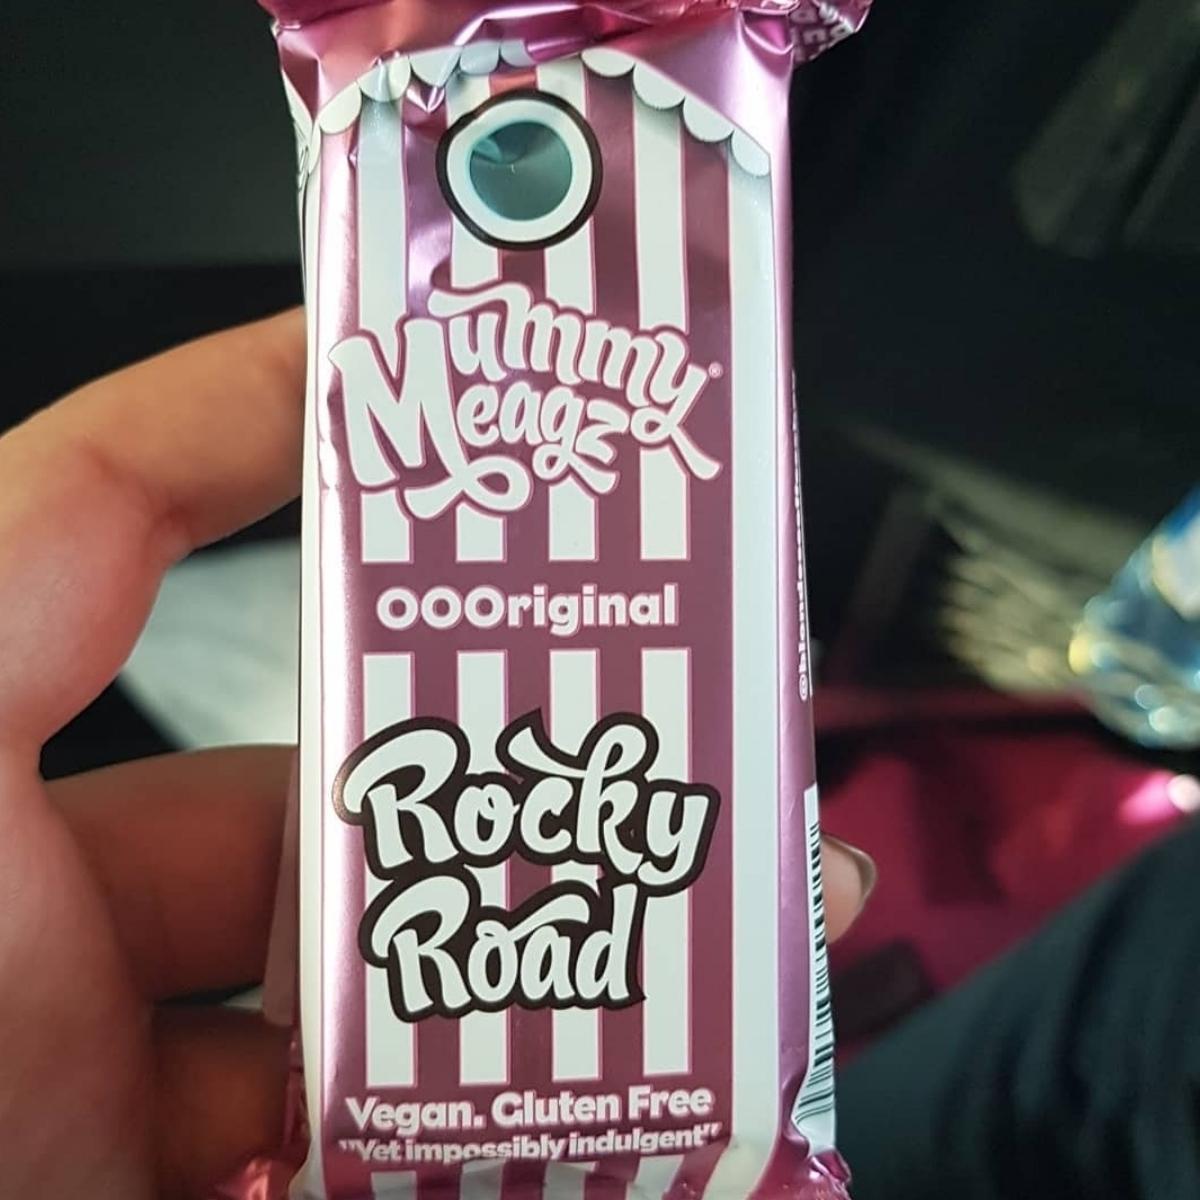 Mummy
Meagz
OOOriginal
Rocky
Road
Vegan. Gluten Free
"Yet impossibly indulgent"